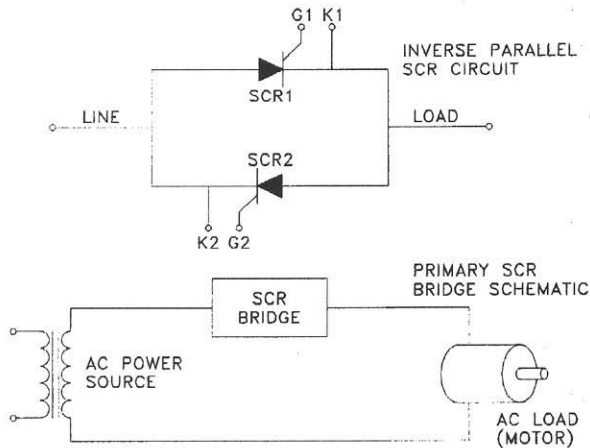 G1 K1
INVERSE PARALLEL
SCR CIRCUIT
SCR1
LINE
LOAD
SCR2
K2 G2
PRIMARY SCR
BRIDGE SCHEMATIC
SCR
BRIDGE
AC POWER
SOURCE
AC LOAD
(MOTOR)